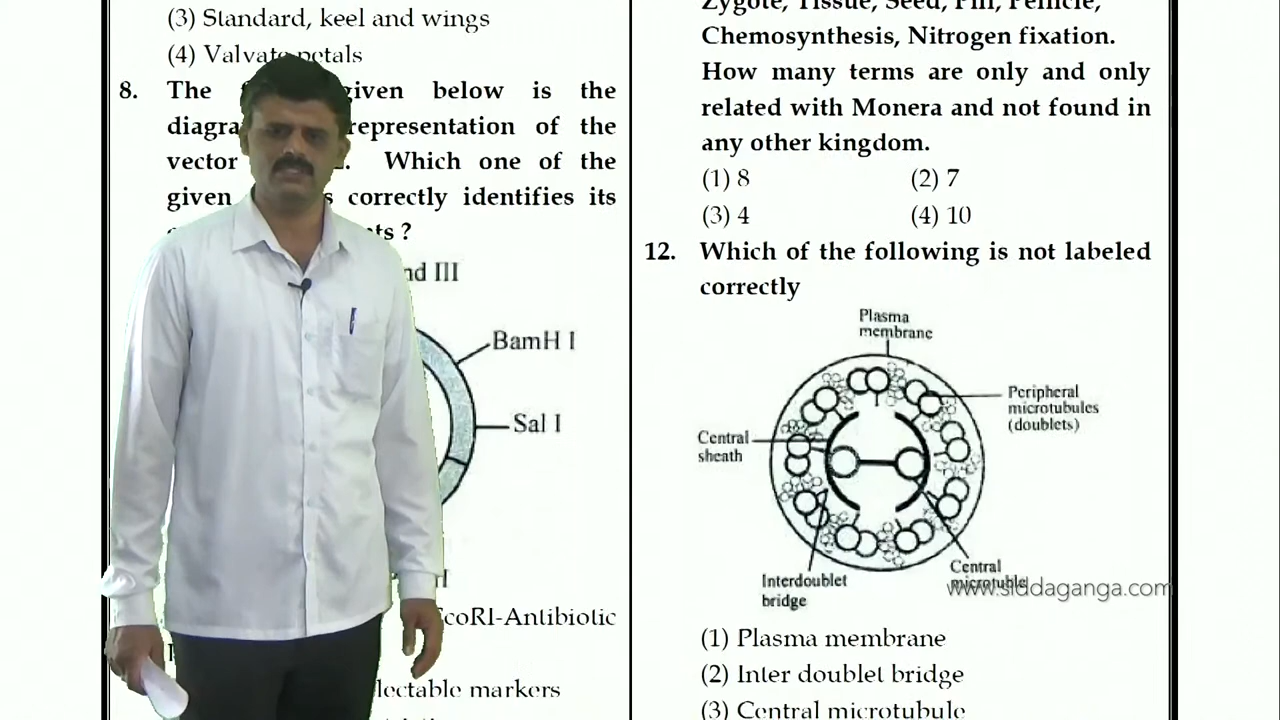 (3) Standard, keel and wings
(4) Valvate petals
8. The given below is the
representation of the
vector Which one of the
given correctly identifies its
?
III
BamH I
Sal I
EcoRI-Antibiotic
markers
Zygote, Tissue, Seed, Pili, Pellicle,
Chemosynthesis, Nitrogen fixation.
How many terms are only and only
related with Monera and not found in
any other kingdom.
(1) 8 (2) 7
(3) 4 (4) 10
12. Which of the following is not labeled
correctly
Plasma
membrane
Peripheral
microtubules
(doublets)
Central
sheath
Interdoublet
bridge
Central
microtuble
www.siddaganga.com
(1) Plasma membrane
(2) Inter doublet bridge
(3) Central microtubule